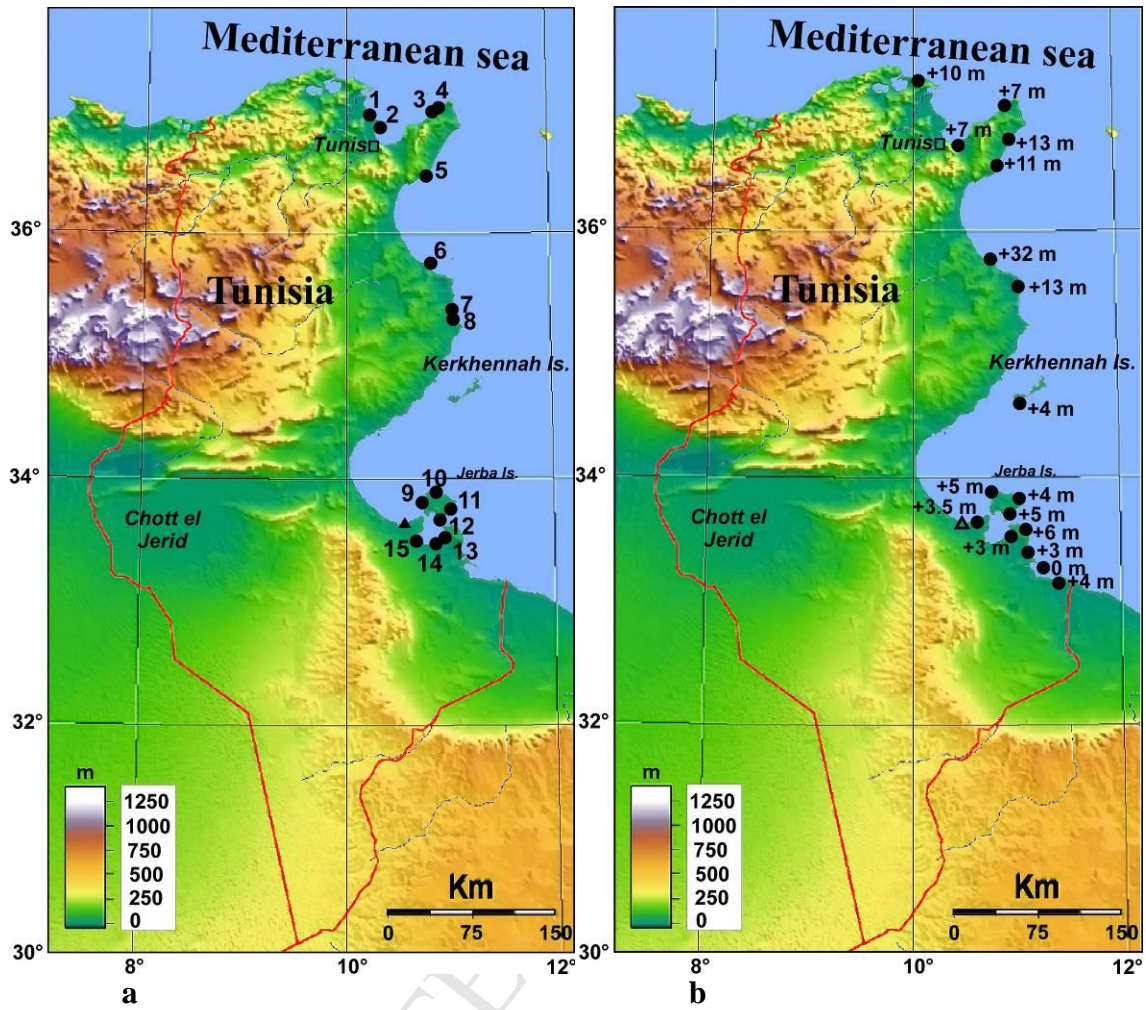 Mediterranean sea
1
2
3
4
Tunis
5
36°
6
Tunisia
7
8
Kerkhennah Is.
34°
Jerba Is.
10
9
11
12
Chott el
Jerid
15
13
14
32°
m
1250
1000
750
500
250
0
Km
0 75 150
30°
8° 10° 12°
a
Mediterranean sea
+10 m
+7 m
Tunis
+7 m
+13 m
+11 m
36°
+32 m
Tunisia
+13 m
Kerkhennah Is.
+4 m
34°
Jerba Is.
+5 m
+4 m
+3.5 m
+5 m
+6 m
+3 m
+3 m
0 m
+4 m
Chott el
Jerid
32°
m
1250
1000
750
500
250
0
Km
0 75 150
30°
8° 10° 12°
b